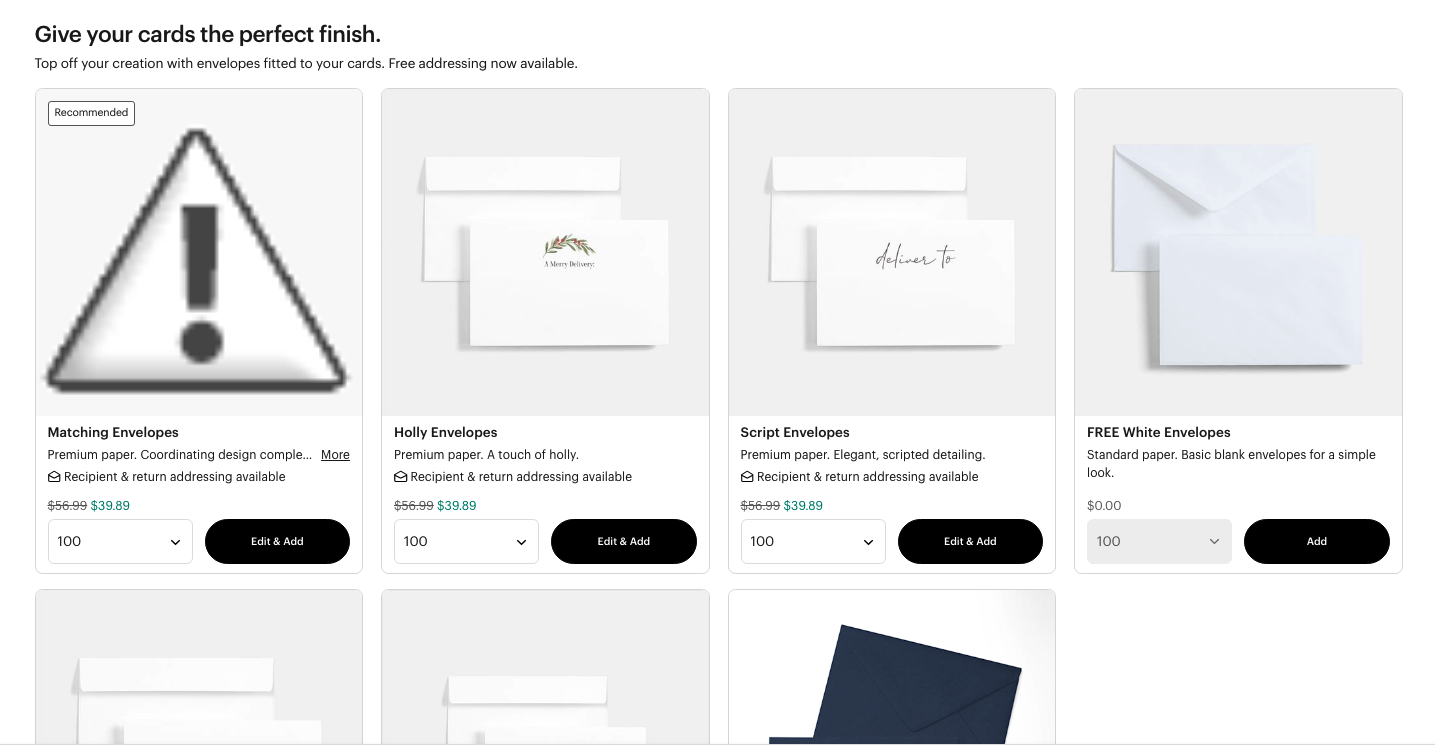 Give your cards the perfect finish.
Top off your creation with envelopes fitted to your cards. Free addressing now available.
Recommended
A Merry Delivery:
deliver to
Matching Envelopes
Premium paper. Coordinating design comple... More
Recipient & return addressing available
$56.99 $39.89
100
Edit & Add
Holly Envelopes
Premium paper. A touch of holly.
Recipient & return addressing available
$56.99 $39.89
100
Edit & Add
Script Envelopes
Premium paper. Elegant, scripted detailing.
Recipient & return addressing available
$56.99 $39.89
100
Edit & Add
FREE White Envelopes
Standard paper. Basic blank envelopes for a simple
look.
$0.00
100
Add